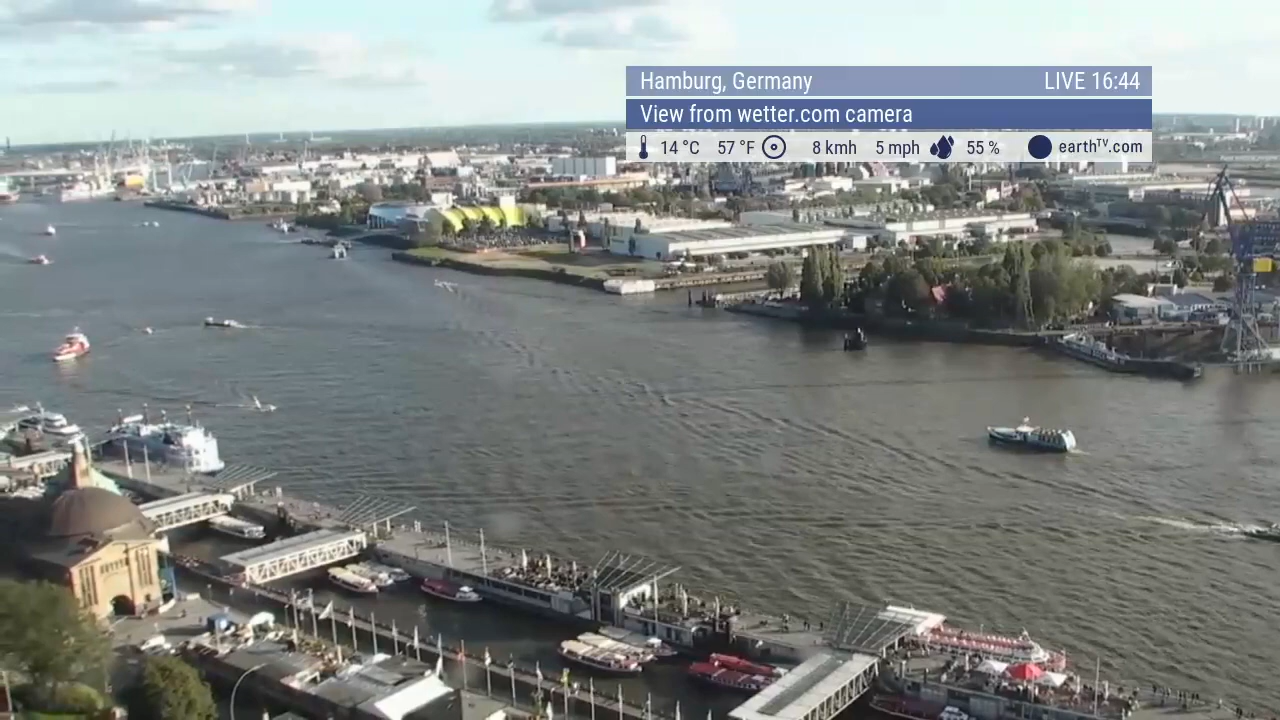 Hamburg, Germany LIVE 16:44
View from wetter.com camera
14 °C 57 °F 8 kmh 5 mph 55 % earthTV.com